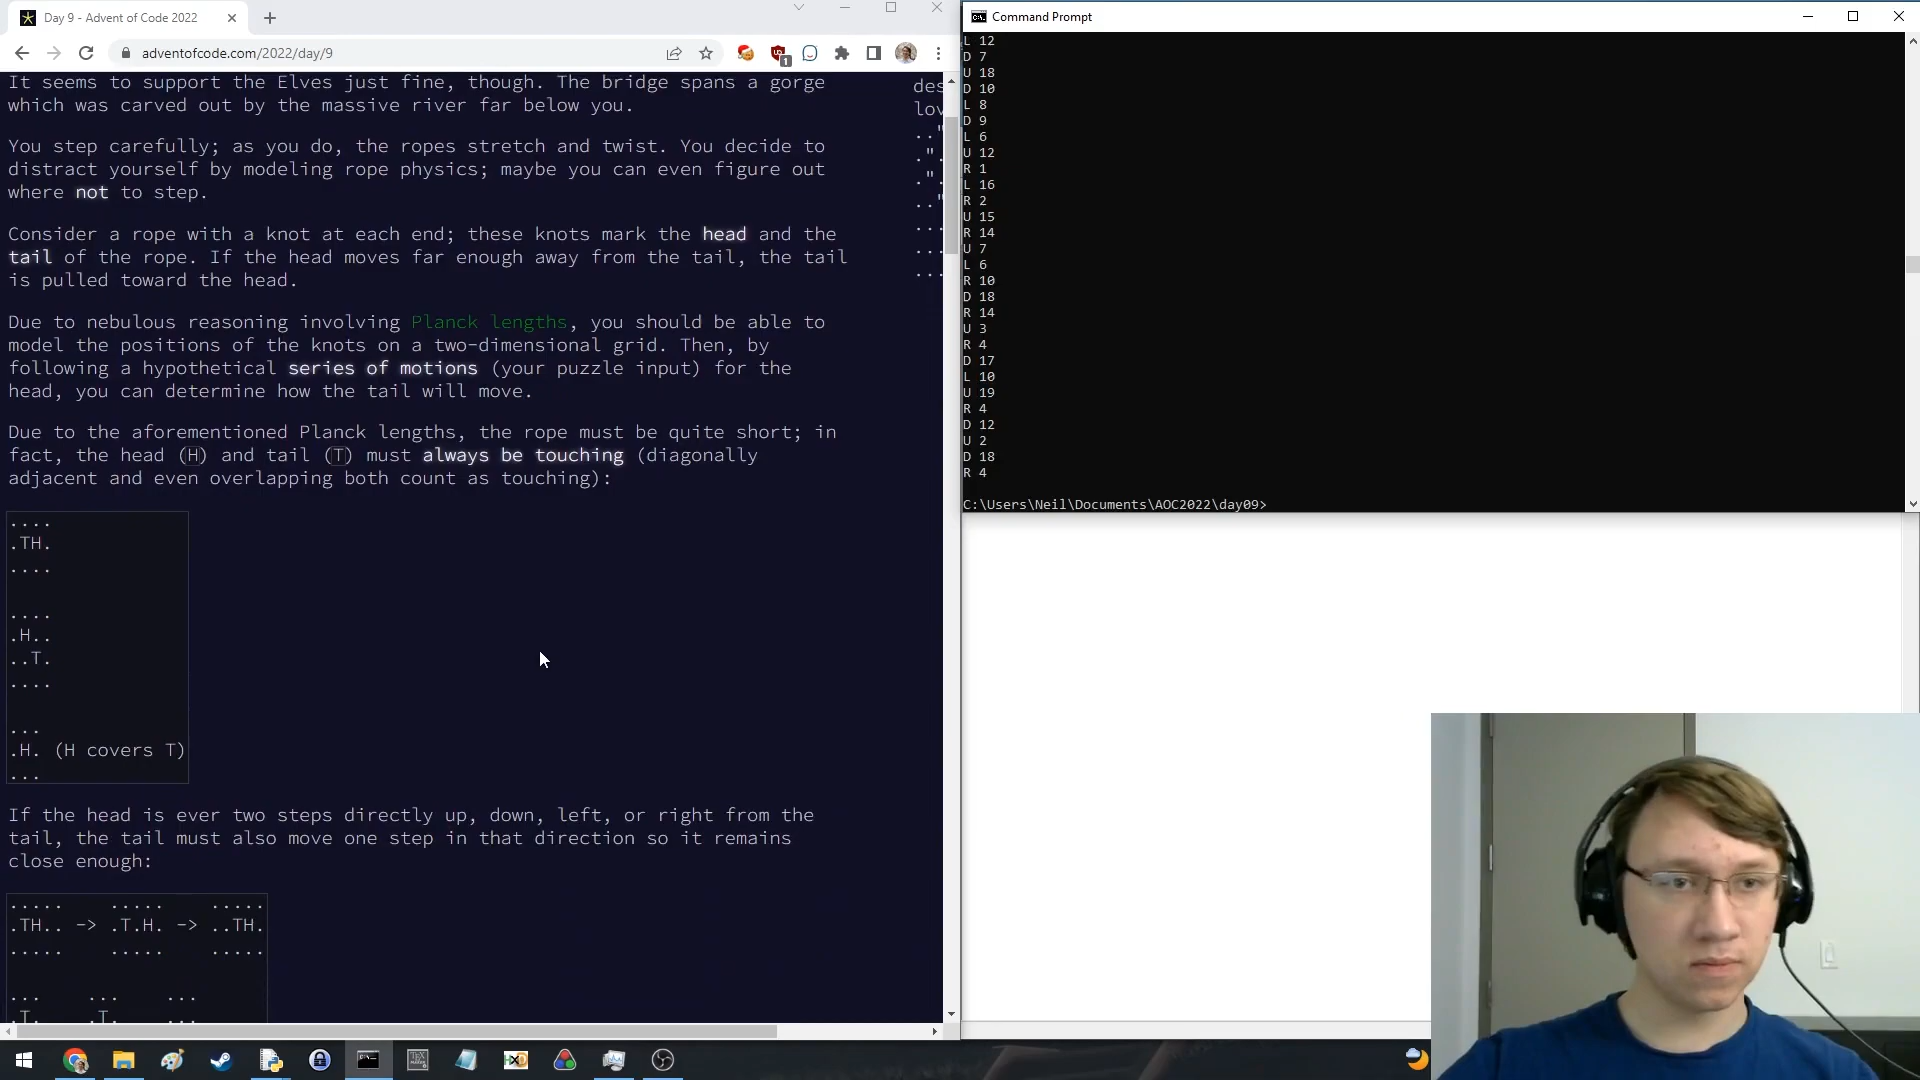 Day 9 - Advent of Code 2022
adventofcode.com/2022/day/9
It seems to support the Elves just fine, though. The bridge spans a gorge
which was carved out by the massive river far below you.
You step carefully; as you do, the ropes stretch and twist. You decide to
distract yourself by modeling rope physics; maybe you can even figure out
where not to step.
Consider a rope with a knot at each end; these knots mark the head and the
tail of the rope. If the head moves far enough away from the tail, the tail
is pulled toward the head.
Due to nebulous reasoning involving Planck lengths, you should be able to
model the positions of the knots on a two-dimensional grid. Then, by
following a hypothetical series of motions (your puzzle input) for the
head, you can determine how the tail will move.
Due to the aforementioned Planck lengths, the rope must be quite short; in
fact, the head (H) and tail (T) must always be touching (diagonally
adjacent and even overlapping both count as touching):
....
.TH.
....
....
.H..
..T.
....
...
.H. (H covers T)
...
If the head is ever two steps directly up, down, left, or right from the
tail, the tail must also move one step in that direction so it remains
close enough:
..... ..... .....
.TH.. -> .T.H. -> ..TH.
..... ..... .....
... ... ...
.T. .T. ...
des
lov
.."
.".
.".
.."
...
...
...
Command Prompt
L 12
D 7
U 18
D 10
L 8
D 9
L 6
U 12
R 1
L 16
R 2
U 15
R 14
U 7
L 6
R 10
D 18
R 14
U 3
R 4
D 17
L 10
U 19
R 4
D 12
U 2
D 18
R 4
C:\Users\Neil\Documents\AOC2022\day09>